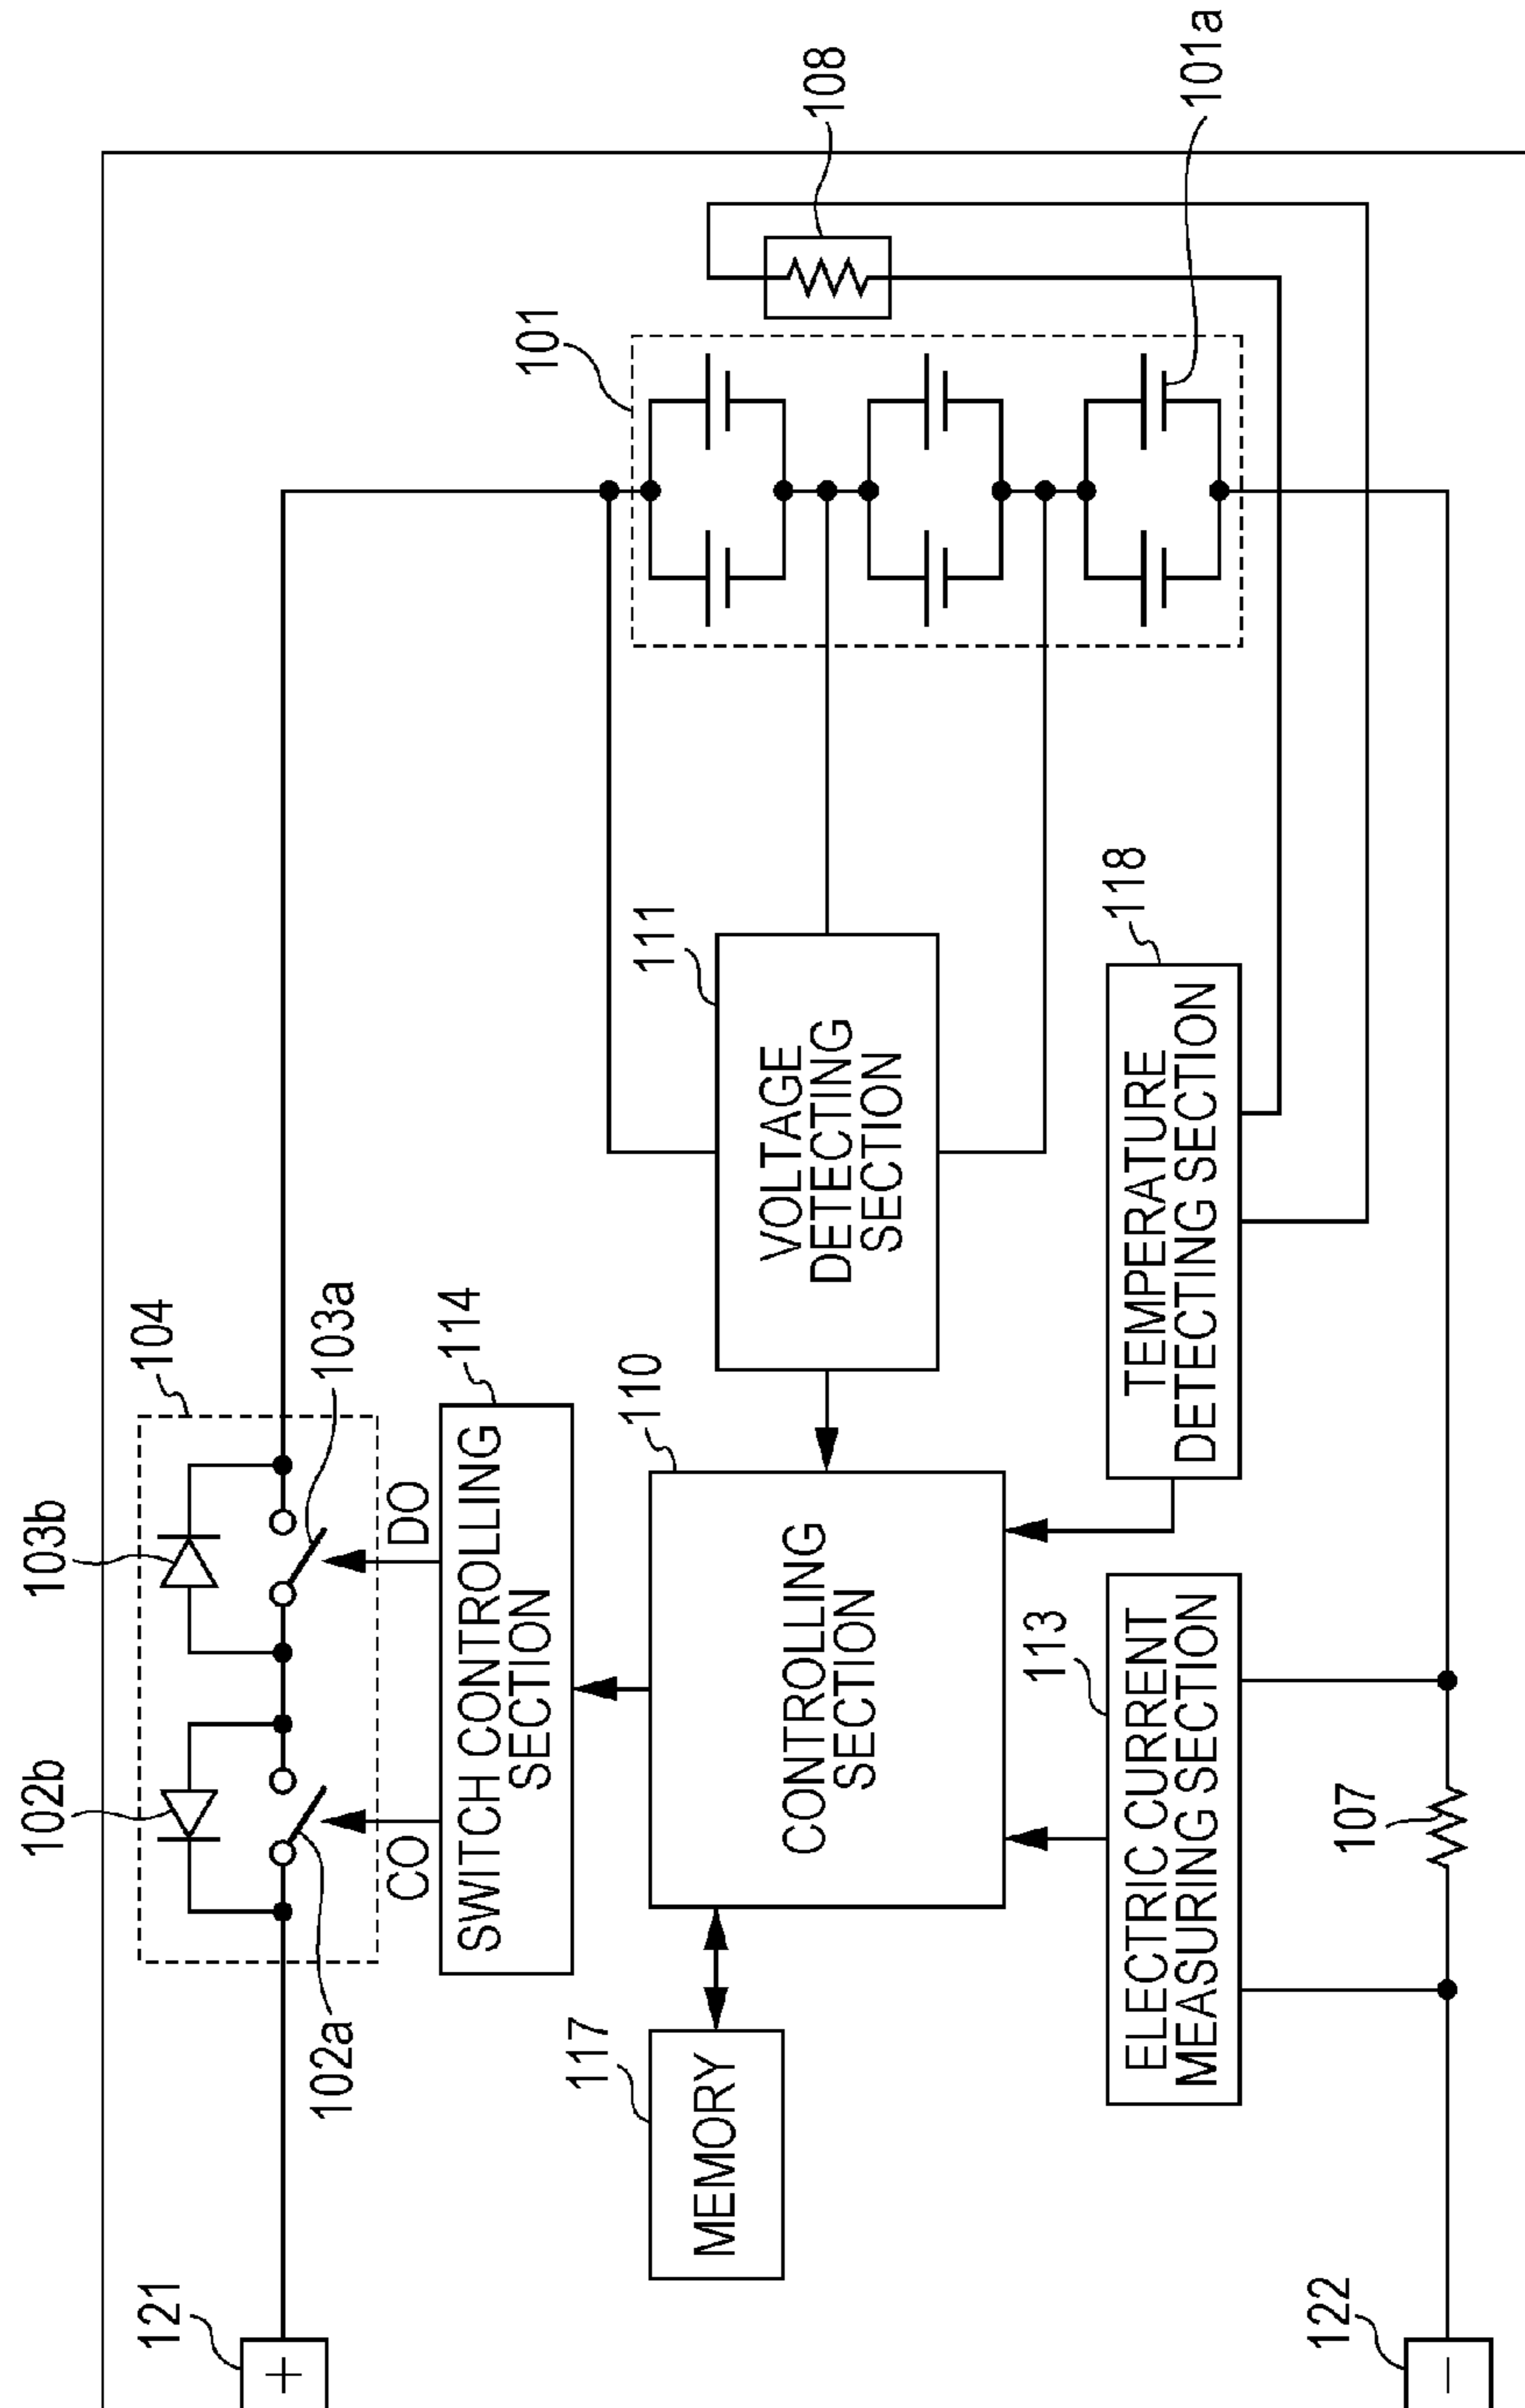 121
+
102b
103b
104
102a
103a
CO
DO
114
SWITCH CONTROLLING
SECTION
117
MEMORY
110
CONTROLLING
SECTION
111
VOLTAGE
DETECTING
SECTION
101
108
101a
113
ELECTRIC CURRENT
MEASURING SECTION
118
TEMPERATURE
DETECTING SECTION
107
122
−